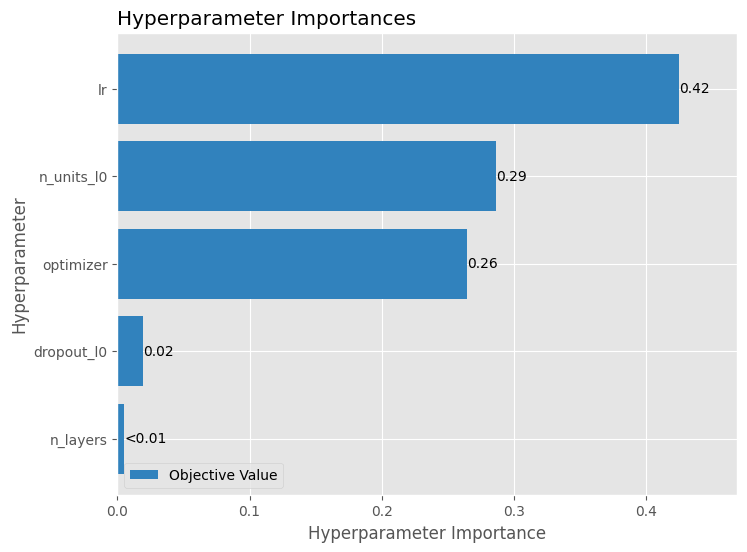 Hyperparameter Importances
lr
0.42
n_units_l0
0.29
optimizer
0.26
dropout_l0
0.02
n_layers
<0.01
Objective Value
0.0
0.1
0.2
0.3
0.4
Hyperparameter Importance
Hyperparameter